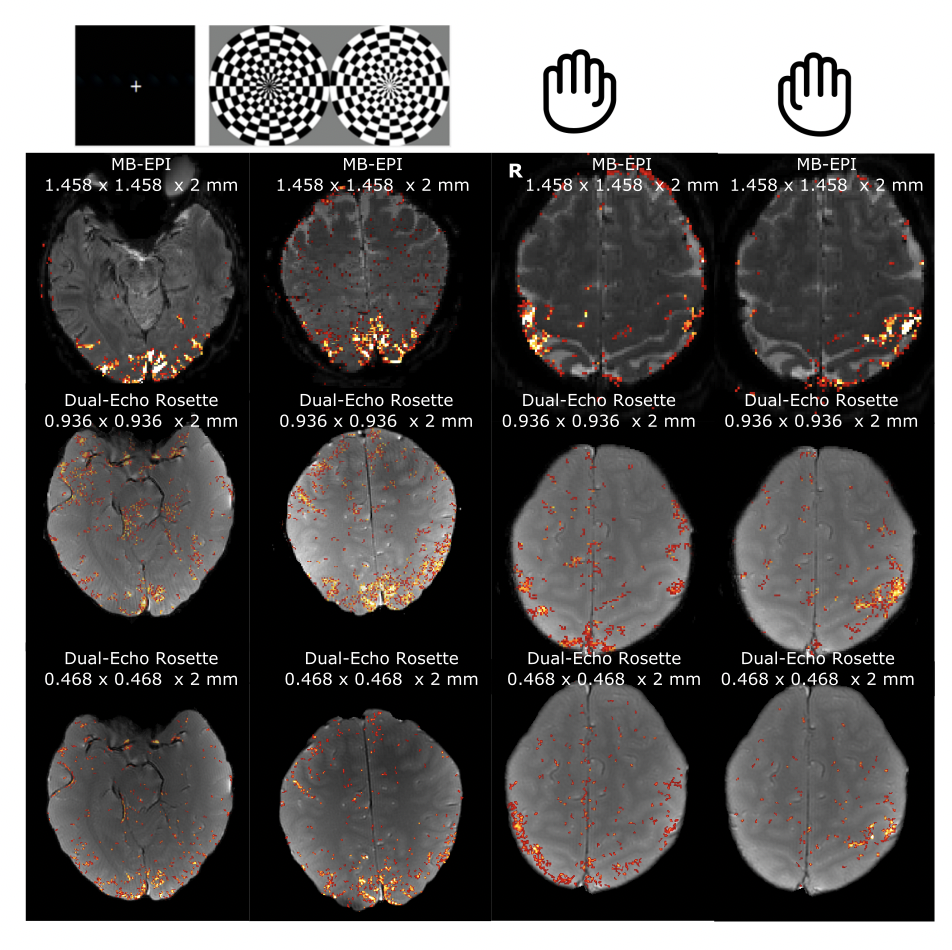 MB-EPI
1.458 x 1.458 x 2 mm
MB-EPI
1.458 x 1.458 x 2 mm
R
MB-EPI
1.458 x 1.458 x 2 mm
MB-EPI
1.458 x 1.458 x 2 mm
Dual-Echo Rosette
0.936 x 0.936 x 2 mm
Dual-Echo Rosette
0.936 x 0.936 x 2 mm
Dual-Echo Rosette
0.936 x 0.936 x 2 mm
Dual-Echo Rosette
0.936 x 0.936 x 2 mm
Dual-Echo Rosette
0.468 x 0.468 x 2 mm
Dual-Echo Rosette
0.468 x 0.468 x 2 mm
Dual-Echo Rosette
0.468 x 0.468 x 2 mm
Dual-Echo Rosette
0.468 x 0.468 x 2 mm